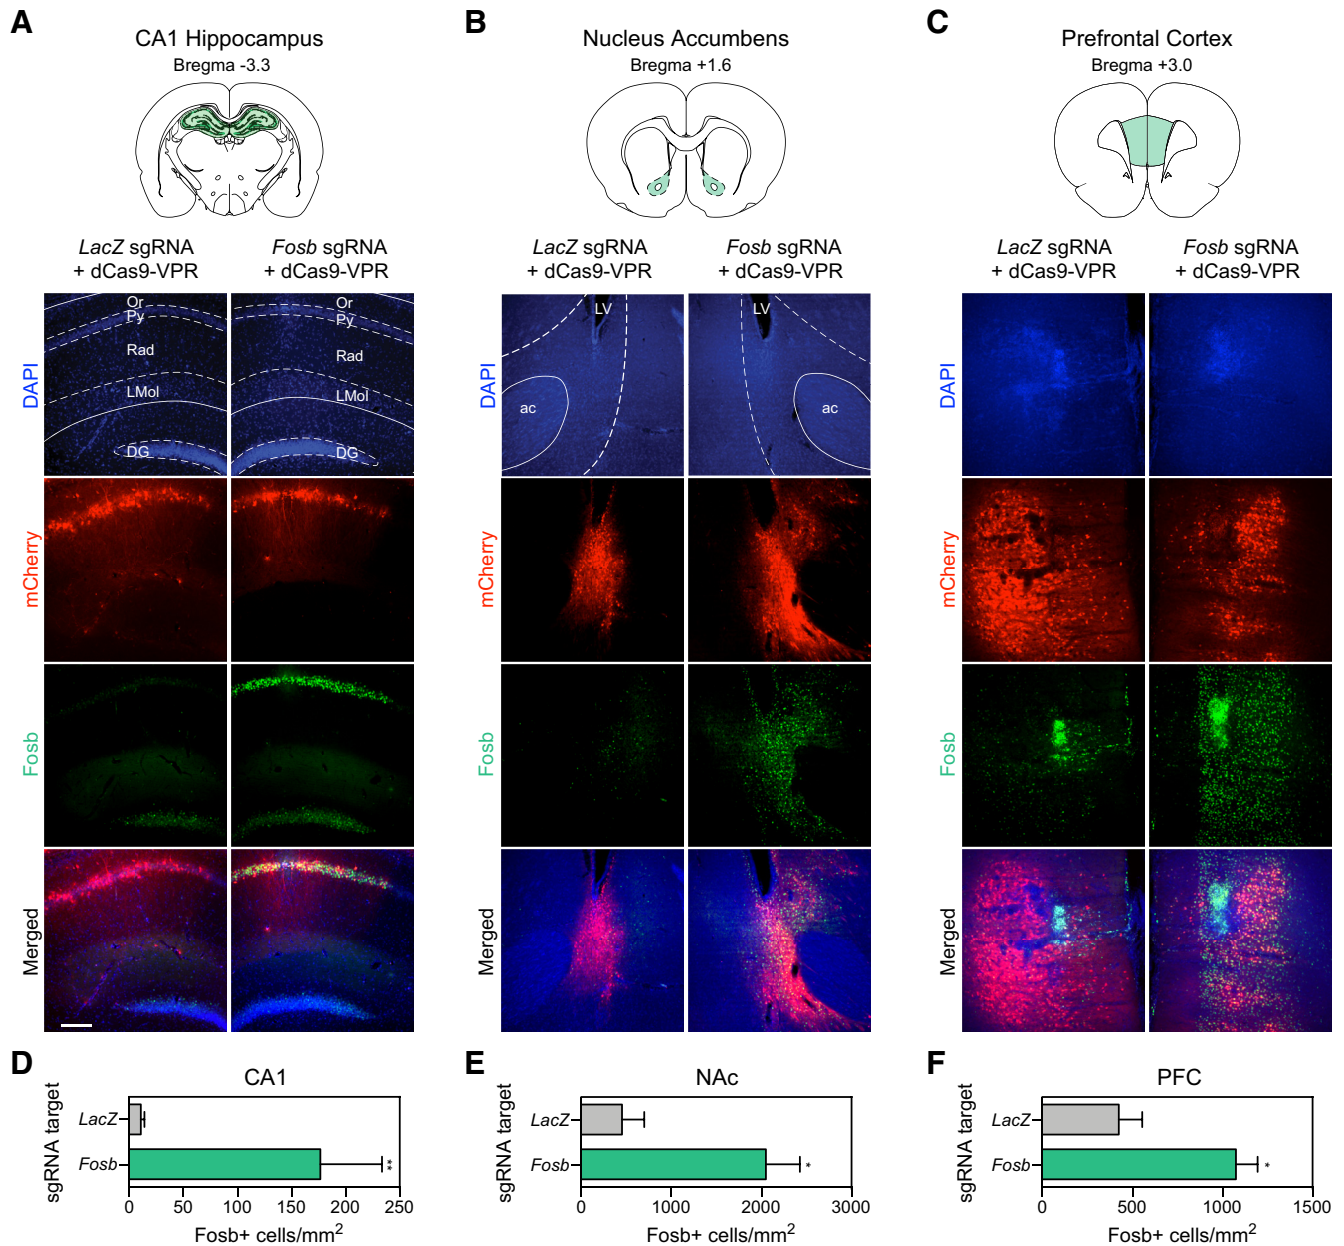 A
CA1 Hippocampus
Bregma -3.3
LacZ sgRNA
+ dCas9-VPR
Fosb sgRNA
+ dCas9-VPR
DAPI
Or
Py
Rad
LMol
DG
Or
Py
Rad
LMol
DG
mCherry
Fosb
Merged
B
Nucleus Accumbens
Bregma +1.6
LacZ sgRNA
+ dCas9-VPR
Fosb sgRNA
+ dCas9-VPR
DAPI
LV
ac
LV
ac
mCherry
Fosb
Merged
C
Prefrontal Cortex
Bregma +3.0
LacZ sgRNA
+ dCas9-VPR
Fosb sgRNA
+ dCas9-VPR
DAPI
mCherry
Fosb
Merged
D
CA1
sgRNA target
LacZ
Fosb
**
0 50 100 150 200 250
Fosb+ cells/mm²
E
NAc
sgRNA target
LacZ
Fosb
*
0 1000 2000 3000
Fosb+ cells/mm²
F
PFC
sgRNA target
LacZ
Fosb
*
0 500 1000 1500
Fosb+ cells/mm²